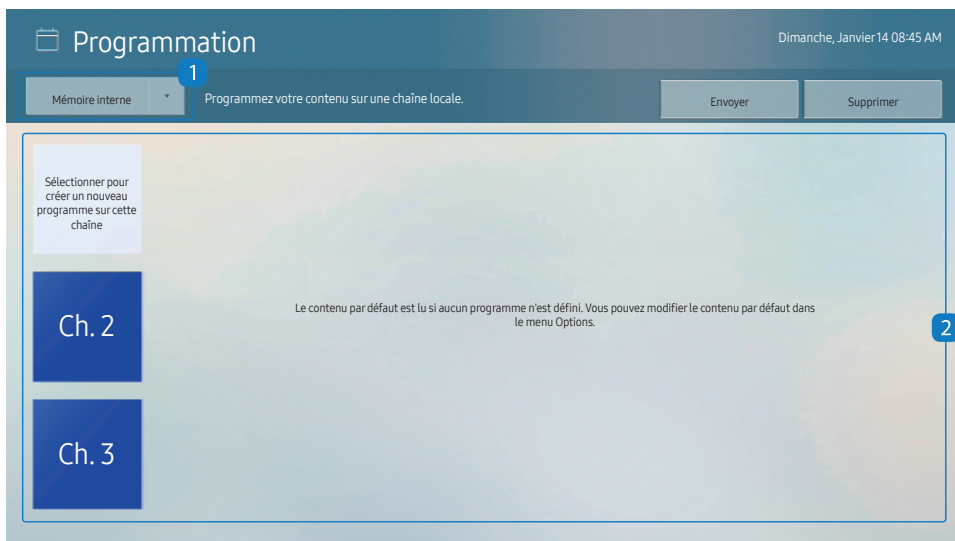 Programmation
Dimanche, Janvier 14 08:45 AM
1
Mémoire interne
Programmez votre contenu sur une chaîne locale.
Envoyer
Supprimer
Sélectionner pour
créer un nouveau
programme sur cette
chaîne
Ch. 2
Le contenu par défaut est lu si aucun programme n'est défini. Vous pouvez modifier le contenu par défaut dans
le menu Options.
2
Ch. 3